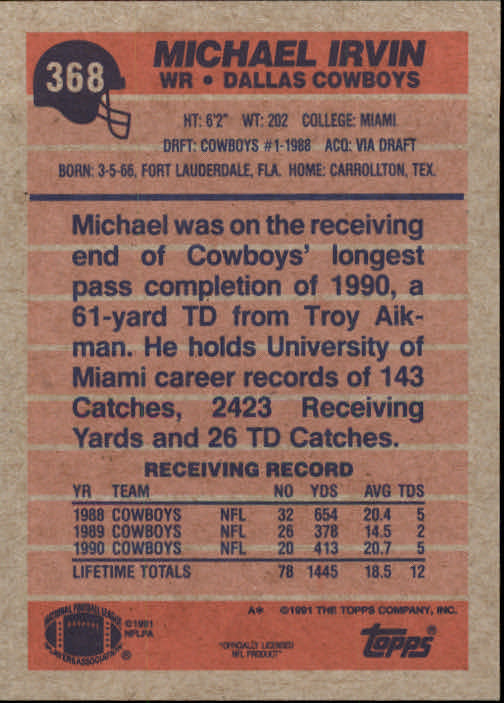 368
MICHAEL IRVIN
WR • DALLAS COWBOYS
HT: 6'2" WT: 202 COLLEGE: MIAMI
DRFT: COWBOYS #1-1988 ACQ: VIA DRAFT
BORN: 3-5-66, FORT LAUDERDALE, FLA. HOME: CARROLLTON, TEX.
Michael was on the receiving
end of Cowboys' longest
pass completion of 1990, a
61-yard TD from Troy Aik-
man. He holds University of
Miami career records of 143
Catches, 2423 Receiving
Yards and 26 TD Catches.
RECEIVING RECORD
YR TEAM NO YDS AVG TDS
1988 COWBOYS NFL 32 654 20.4 5
1989 COWBOYS NFL 26 378 14.5 2
1990 COWBOYS NFL 20 413 20.7 5
LIFETIME TOTALS 78 1445 18.5 12
A* ©1991 THE TOPPS COMPANY, INC.
NATIONAL FOOTBALL LEAGUE
PLAYERS ASSOCIATION
®
©1991
NFLPA
"OFFICIALLY LICENSED
NFL PRODUCT"
topps®